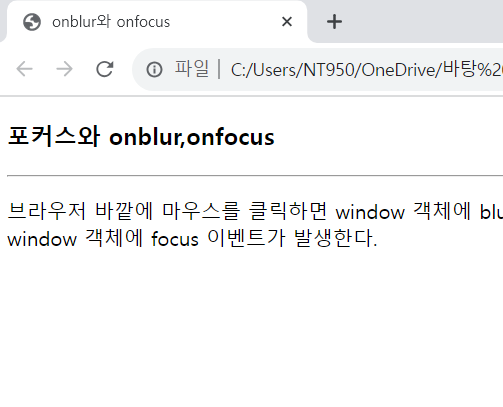 onblur와 onfocus
파일 | C:/Users/NT950/OneDrive/바탕%2
포커스와 onblur,onfocus
브라우저 바깥에 마우스를 클릭하면 window 객체에 blu
window 객체에 focus 이벤트가 발생한다.